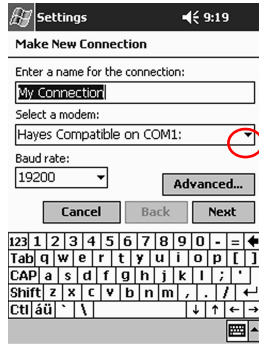 Settings 9:19
Make New Connection
Enter a name for the connection:
My Connection
Select a modem:
Hayes Compatible on COM1:
Baud rate:
19200
Advanced...
Cancel Back Next
123 1 2 3 4 5 6 7 8 9 0 - =
Tab q w e r t y u i o p [ ]
CAP a s d f g h j k l ; '
Shift z x c v b n m , . /
Ctl áü ` \